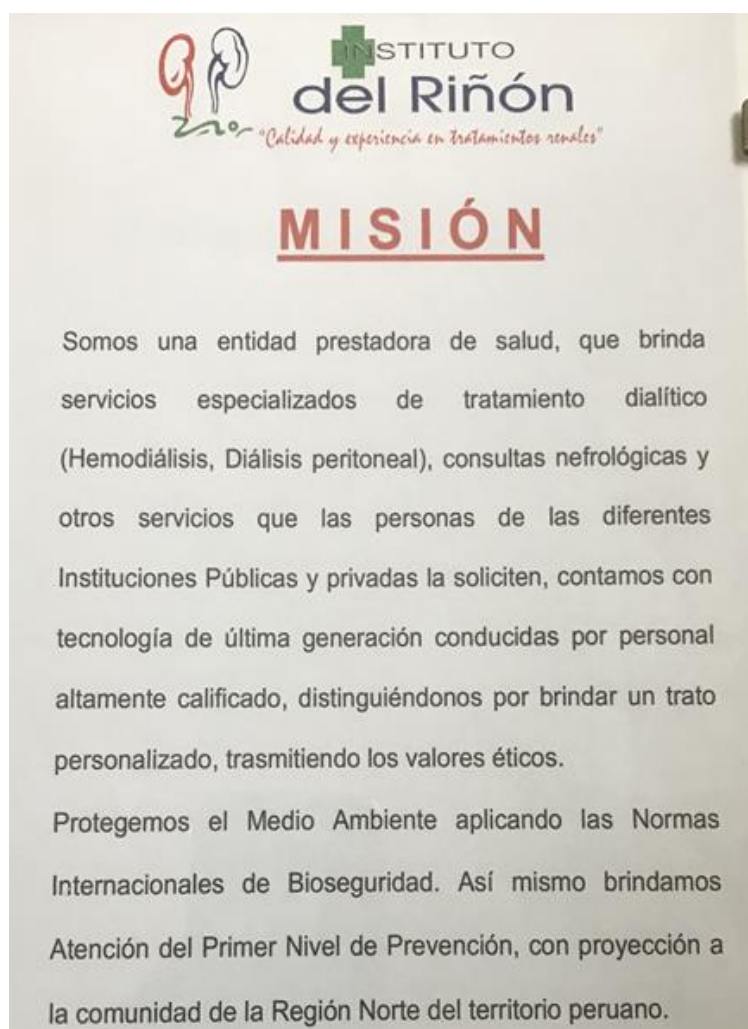 INSTITUTO
del Riñón
"Calidad y experiencia en tratamientos renales"
MISIÓN
Somos una entidad prestadora de salud, que brinda
servicios especializados de tratamiento dialítico
(Hemodiálisis, Diálisis peritoneal), consultas nefrológicas y
otros servicios que las personas de las diferentes
Instituciones Públicas y privadas la soliciten, contamos con
tecnología de última generación conducidas por personal
altamente calificado, distinguiéndonos por brindar un trato
personalizado, trasmitiendo los valores éticos.
Protegemos el Medio Ambiente aplicando las Normas
Internacionales de Bioseguridad. Así mismo brindamos
Atención del Primer Nivel de Prevención, con proyección a
la comunidad de la Región Norte del territorio peruano.